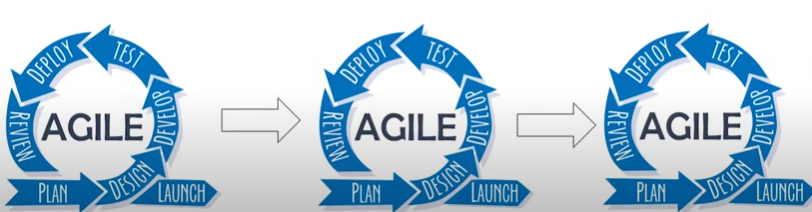 DEPLOY
TEST
REVIEW
AGILE
DEVELOP
PLAN
DESIGN
LAUNCH
DEPLOY
TEST
REVIEW
AGILE
DEVELOP
PLAN
DESIGN
LAUNCH
DEPLOY
TEST
REVIEW
AGILE
DEVELOP
PLAN
DESIGN
LAUNCH